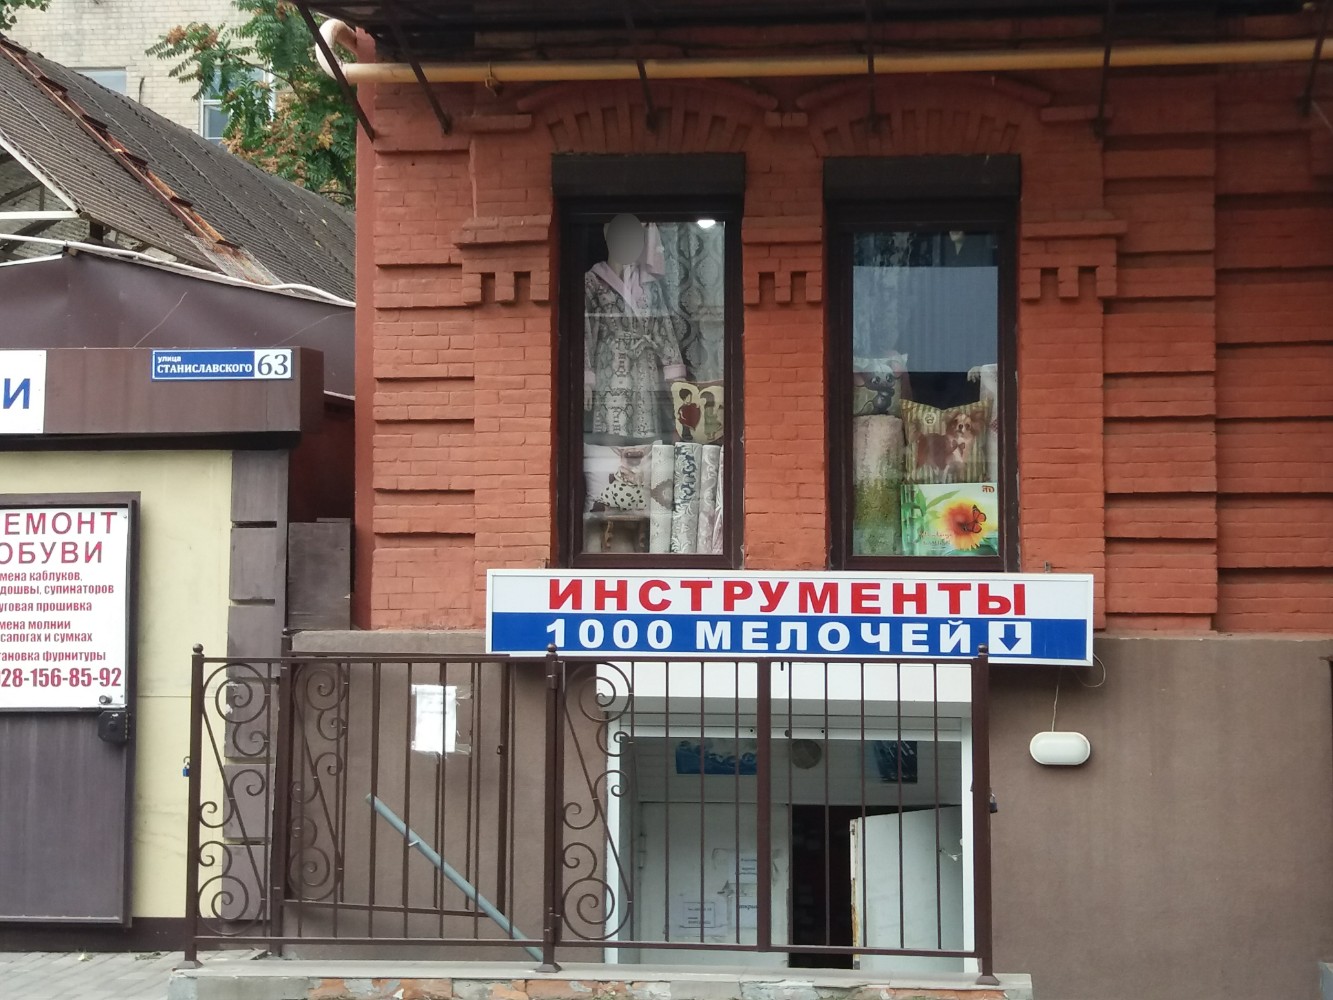 И
улица
СТАНИСЛАВСКОГО 63
ЕМОНТ
ОБУВИ
мена каблуков,
дошвы, супинаторов
уговая прошивка
мена молнии
сапогах и сумках
тановка фурнитуры
28-156-85-92
ИНСТРУМЕНТЫ
1000 МЕЛОЧЕЙ